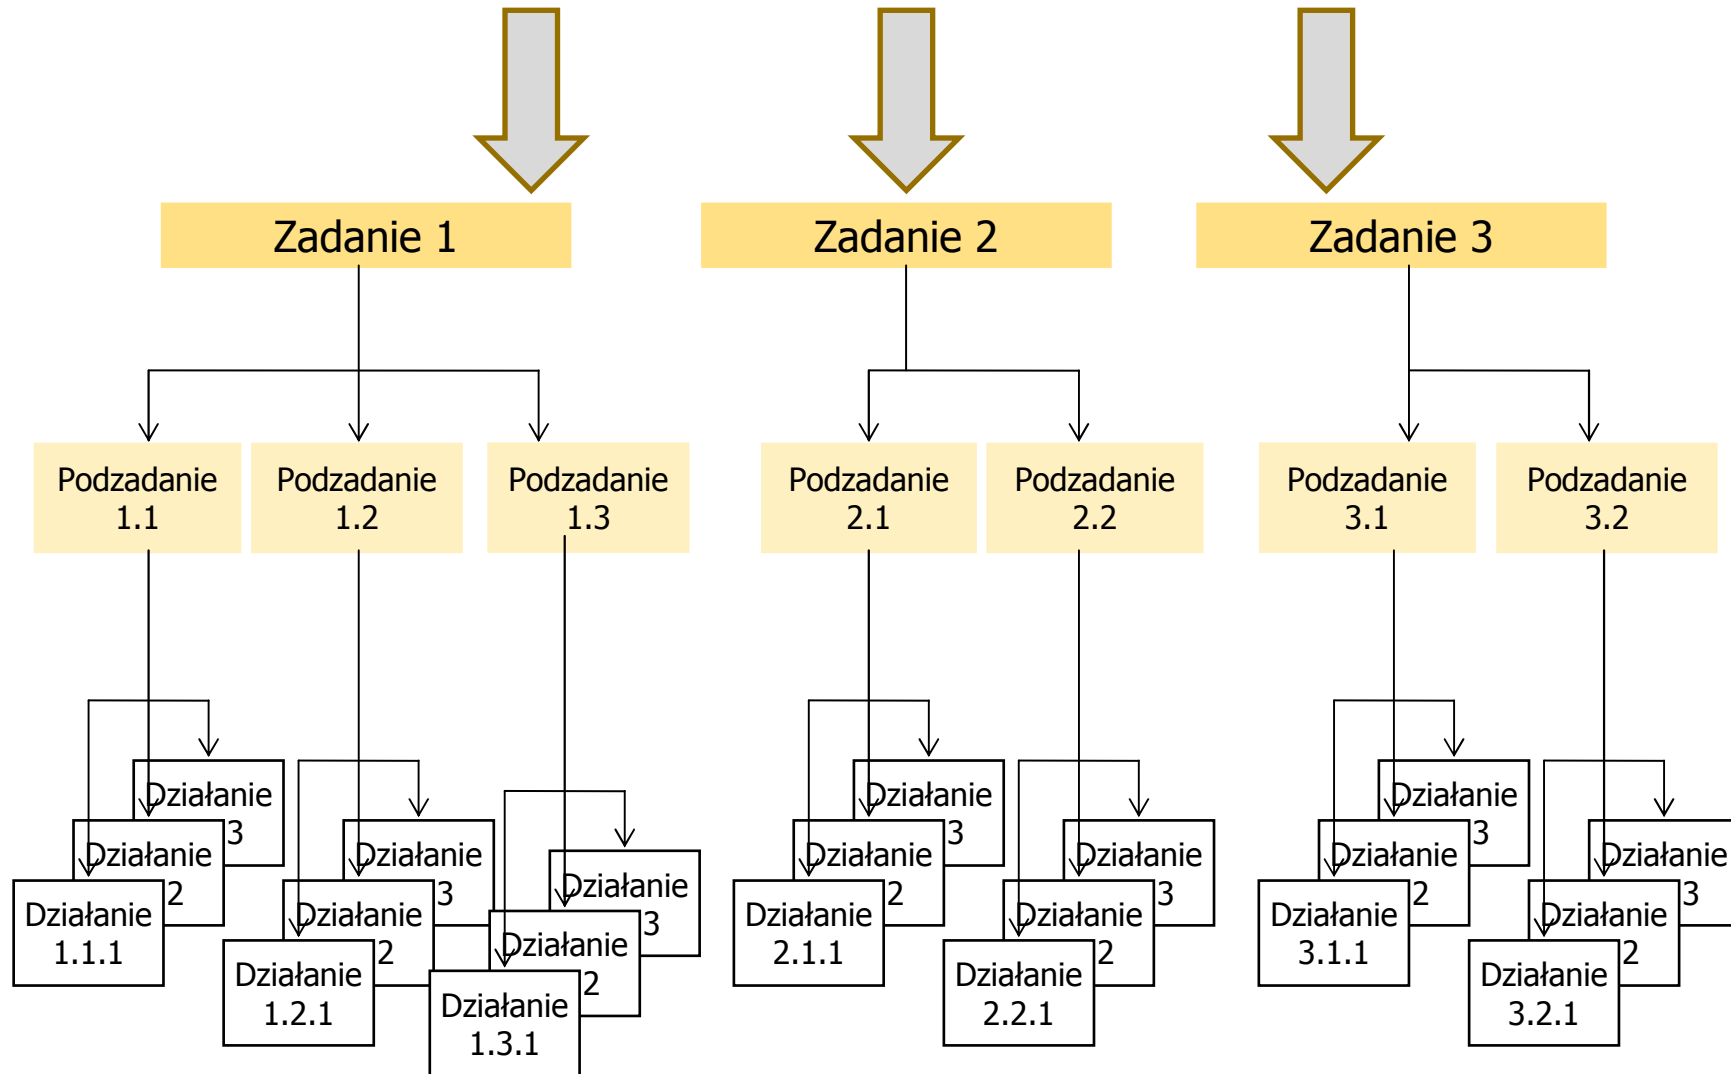 Zadanie 1
Zadanie 2
Zadanie 3
Podzadanie
1.1
Podzadanie
1.2
Podzadanie
1.3
Podzadanie
2.1
Podzadanie
2.2
Podzadanie
3.1
Podzadanie
3.2
Działanie
3
Działanie
2
Działanie
1.1.1
Działanie
3
Działanie
2
Działanie
1.2.1
Działanie
3
Działanie
2
Działanie
1.3.1
Działanie
3
Działanie
2
Działanie
2.1.1
Działanie
3
Działanie
2
Działanie
2.2.1
Działanie
3
Działanie
2
Działanie
3.1.1
Działanie
3
Działanie
2
Działanie
3.2.1